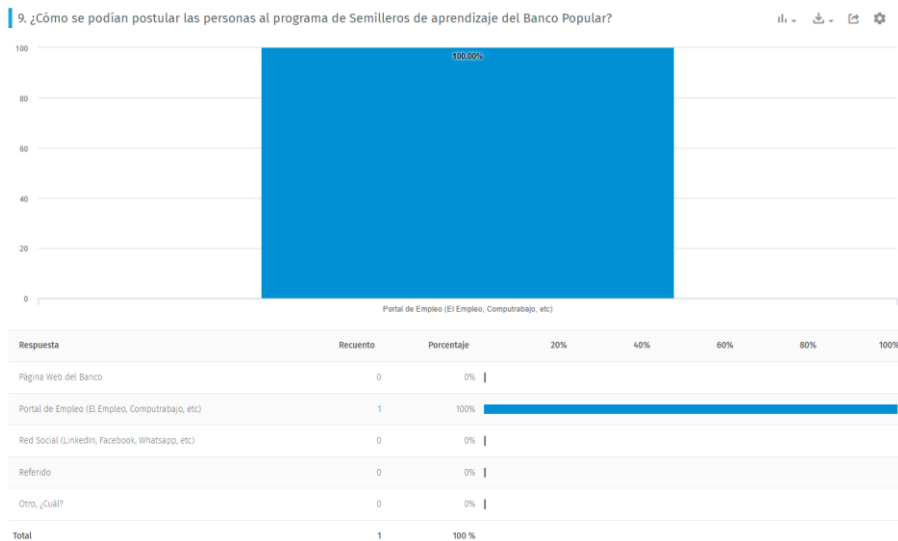 9. ¿Cómo se podían postular las personas al programa de Semilleros de aprendizaje del Banco Popular?
100
100.00%
80
60
40
20
0
Portal de Empleo (El Empleo, Computrabajo, etc)
Respuesta Recuento Porcentaje 20% 40% 60% 80% 100%
Página Web del Banco 0 0%
Portal de Empleo (El Empleo, Computrabajo, etc) 1 100%
Red Social (Linkedin, Facebook, Whatsapp, etc) 0 0%
Referido 0 0%
Otro, ¿Cuál? 0 0%
Total 1 100 %